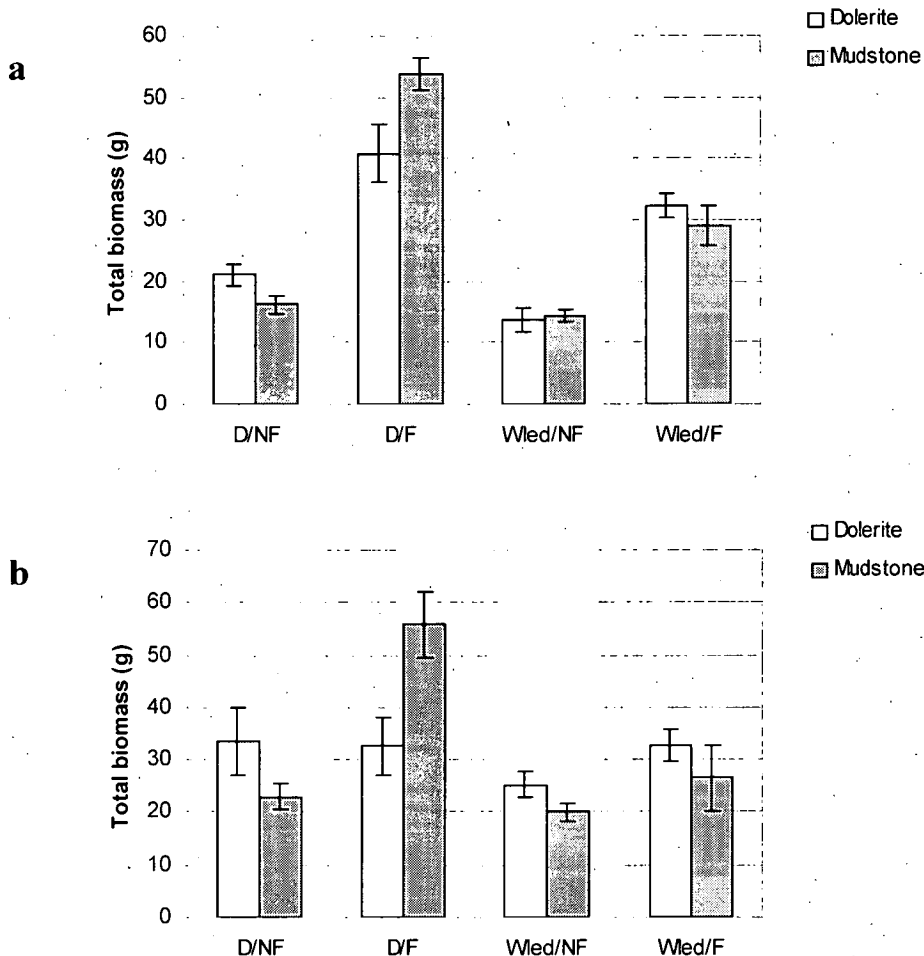 a
Total biomass (g)
60
50
40
30
20
10
0
D/NF
D/F
Wled/NF
Wled/F
Dolerite
Mudstone
b
Total biomass (g)
70
60
50
40
30
20
10
0
D/NF
D/F
Wled/NF
Wled/F
Dolerite
Mudstone